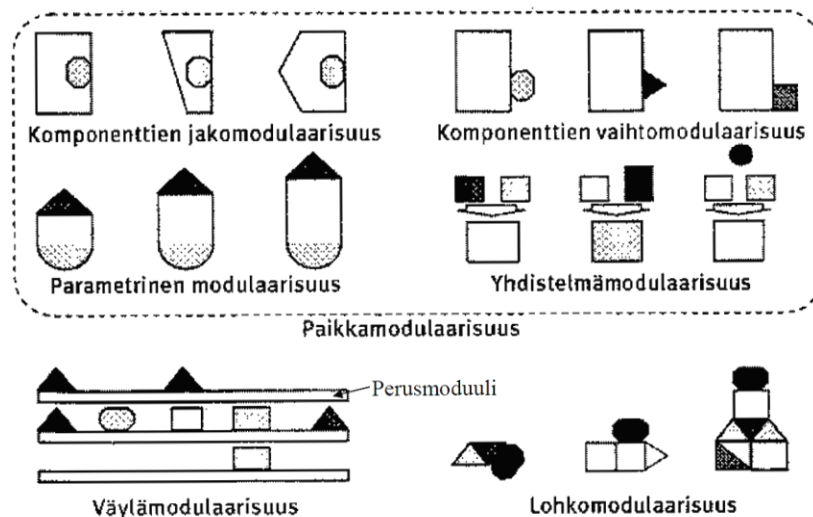 Komponenttien jakomodulaarisuus
Komponenttien vaihtomodulaarisuus
Parametrinen modulaarisuus
Yhdistelmämodulaarisuus
Paikkamodulaarisuus
Perusmoduuli
Väylämodulaarisuus
Lohkomodulaarisuus